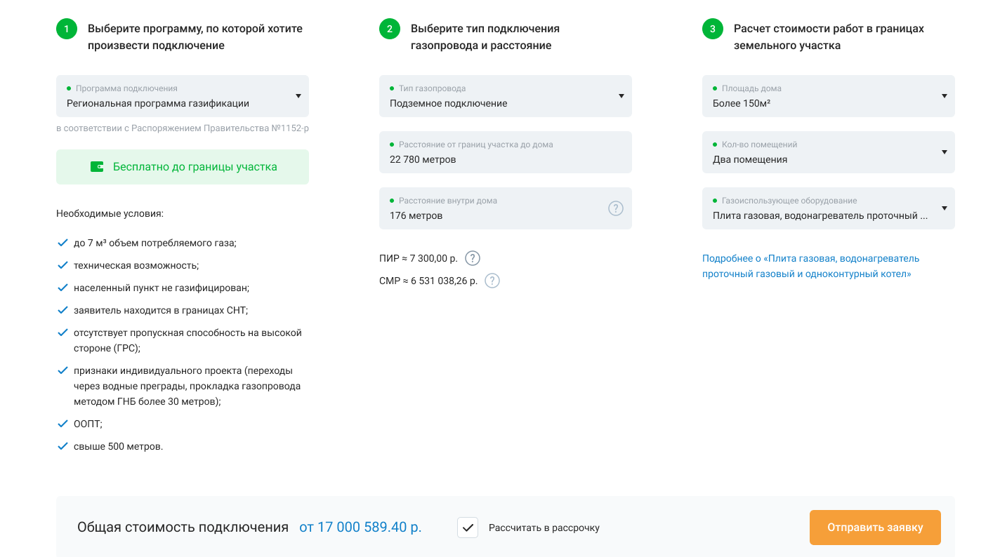 1
Выберите программу, по которой хотите
произвести подключение
Программа подключения
Региональная программа газификации
в соответствии с Распоряжением Правительства №1152-р
Бесплатно до границы участка
Необходимые условия:
до 7 м³ объем потребляемого газа;
техническая возможность;
населенный пункт не газифицирован;
заявитель находится в границах СНТ;
отсутствует пропускная способность на высокой
стороне (ГРС);
признаки индивидуального проекта (переходы
через водные преграды, прокладка газопровода
методом ГНБ более 30 метров);
ООПТ;
свыше 500 метров.
2
Выберите тип подключения
газопровода и расстояние
Тип газопровода
Подземное подключение
Расстояние от границ участка до дома
22 780 метров
Расстояние внутри дома
176 метров
?
ПИР ≈ 7 300,00 р. ?
СМР ≈ 6 531 038,26 р. ?
3
Расчет стоимости работ в границах
земельного участка
Площадь дома
Более 150м²
Кол-во помещений
Два помещения
Газоиспользующее оборудование
Плита газовая, водонагреватель проточный ...
Подробнее о «Плита газовая, водонагреватель
проточный газовый и одноконтурный котел»
Общая стоимость подключения от 17 000 589.40 р.
Рассчитать в рассрочку
Отправить заявку